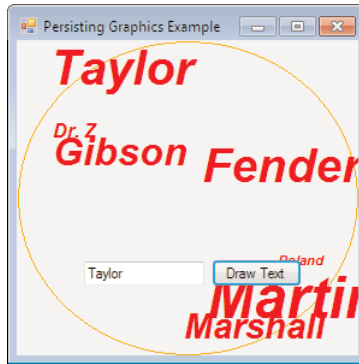 Persisting Graphics Example
Taylor
Dr. Z
Gibson
Fender
Roland
Taylor
Draw Text
Martin
Marshall